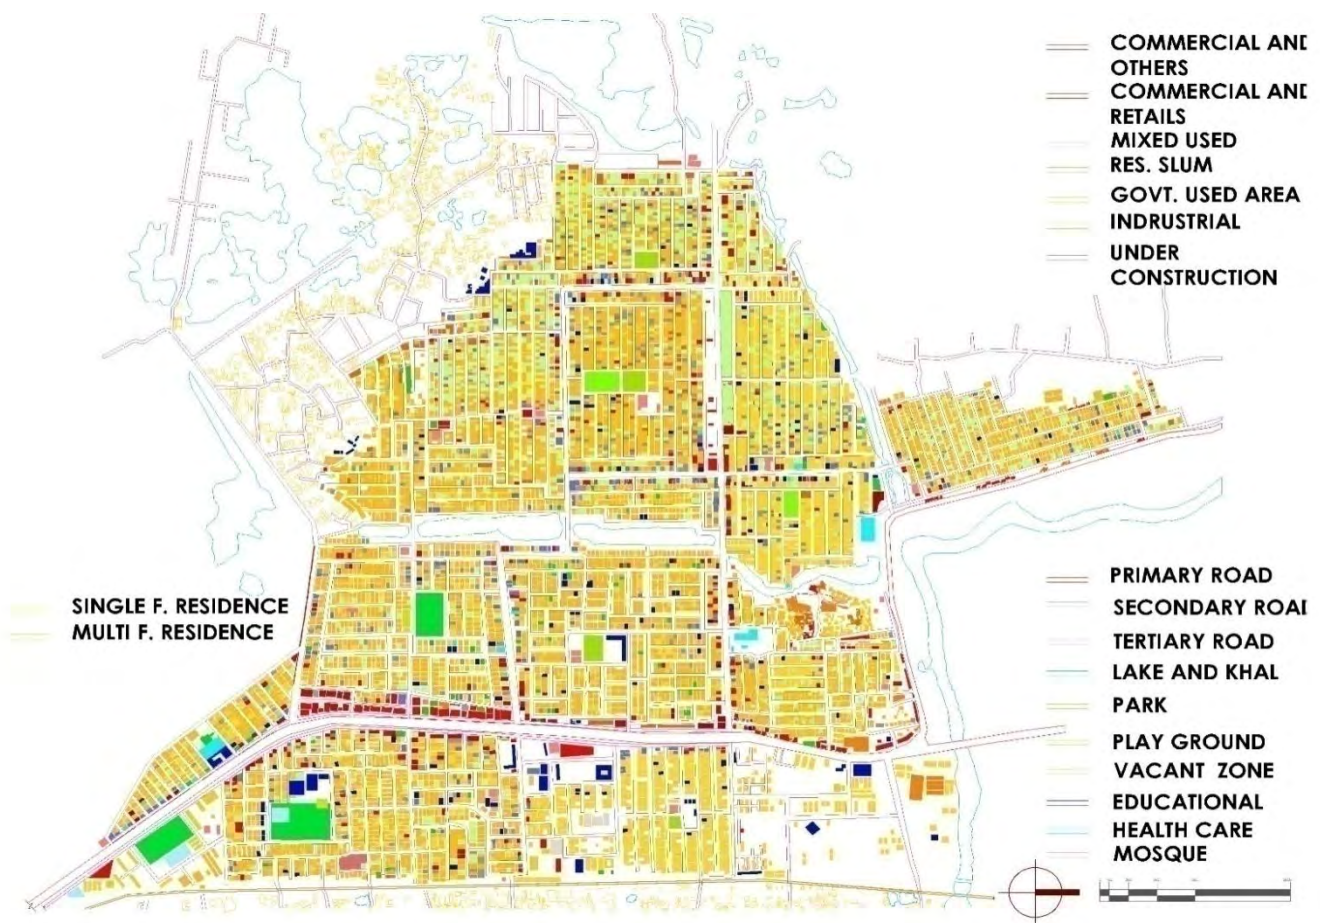 COMMERCIAL AND
OTHERS
COMMERCIAL AND
RETAILS
MIXED USED
RES. SLUM
GOVT. USED AREA
INDRUSTRIAL
UNDER
CONSTRUCTION
SINGLE F. RESIDENCE
MULTI F. RESIDENCE
PRIMARY ROAD
SECONDARY ROAD
TERTIARY ROAD
LAKE AND KHAL
PARK
PLAY GROUND
VACANT ZONE
EDUCATIONAL
HEALTH CARE
MOSQUE